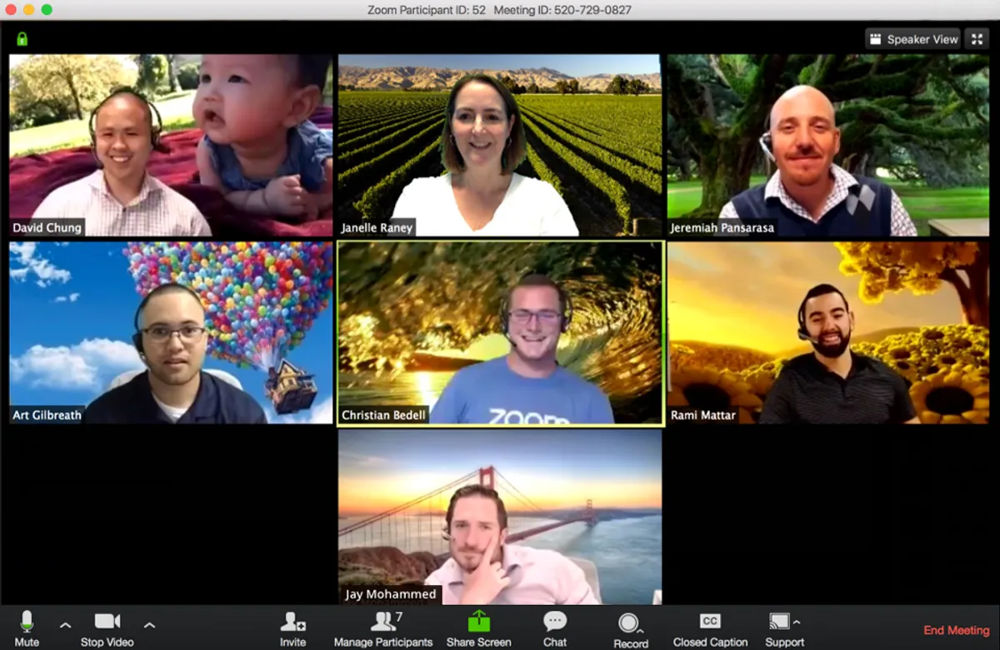 Zoom Participant ID: 52 Meeting ID: 520-729-0827
Speaker View
David Chung
Janelle Raney
Jeremiah Pansarasa
Art Gilbreath
zoom
Christian Bedell
Rami Mattar
Jay Mohammed
Mute
Stop Video
Invite
7
Manage Participants
Share Screen
Chat
Record
CC
Closed Caption
Support
End Meeting